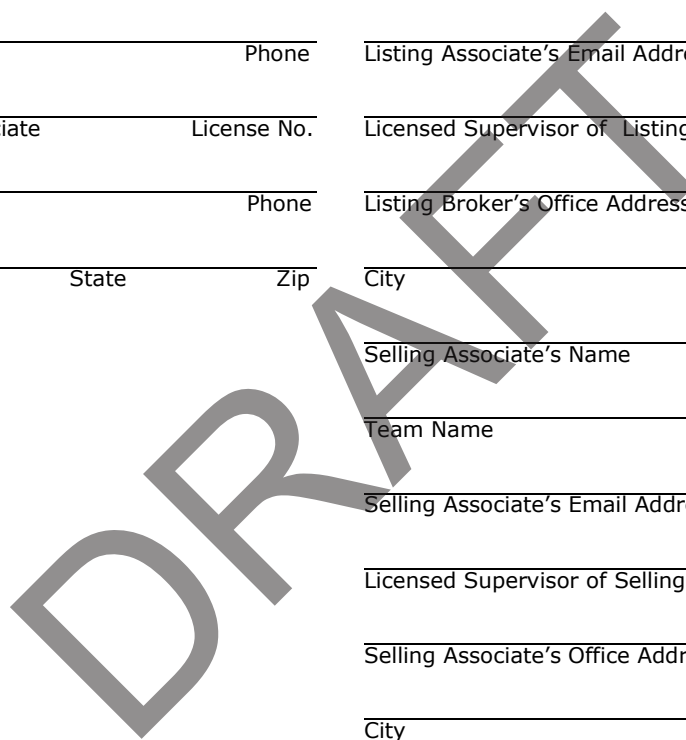 Phone
ciate License No.
Phone
State Zip
Listing Associate’s Email Addre
Licensed Supervisor of Listing
Listing Broker’s Office Address
City
Selling Associate’s Name
Team Name
Selling Associate’s Email Addre
Licensed Supervisor of Selling
Selling Associate’s Office Addr
City
DRAFT